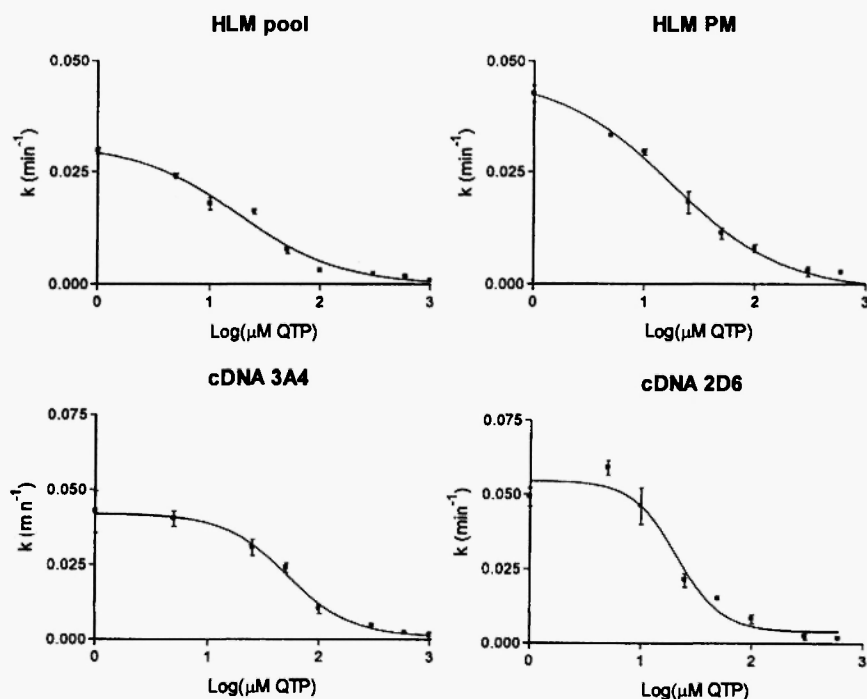 HLM pool
0.050
0.025
0.000
k (min⁻¹)
0 1 2 3
Log(μM QTP)
HLM PM
0.050
0.025
0.000
k (min⁻¹)
0 1 2 3
Log(μM QTP)
cDNA 3A4
0.075
0.050
0.025
0.000
k (m n⁻¹)
0 1 2 3
Log(μM QTP)
cDNA 2D6
0.075
0.050
0.025
0.000
k (min⁻¹)
0 1 2 3
Log(μM QTP)